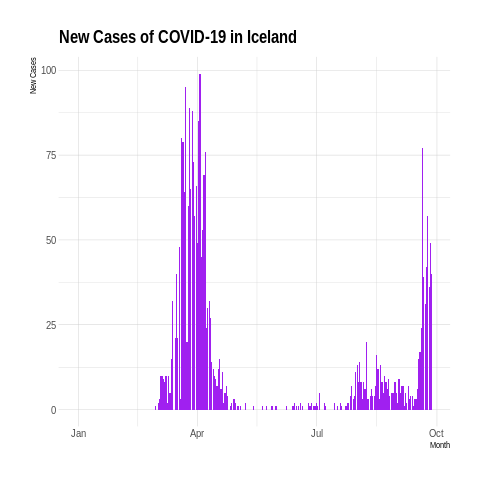 New Cases of COVID-19 in Iceland
New Cases
100
75
50
25
0
Jan Apr Jul Oct
Month